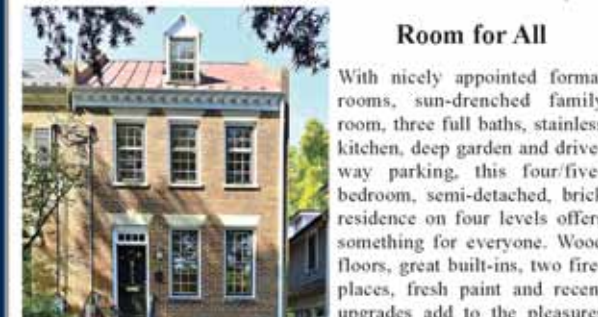 Room for All
With nicely appointed forma
rooms, sun-drenched family
room, three full baths, stainles
kitchen, deep garden and drive
way parking, this four/five
bedroom, semi-detached, bric
residence on four levels offer
something for everyone. Wood
floors, great built-ins, two fire
places, fresh paint and recen
upgrades add to the pleasure